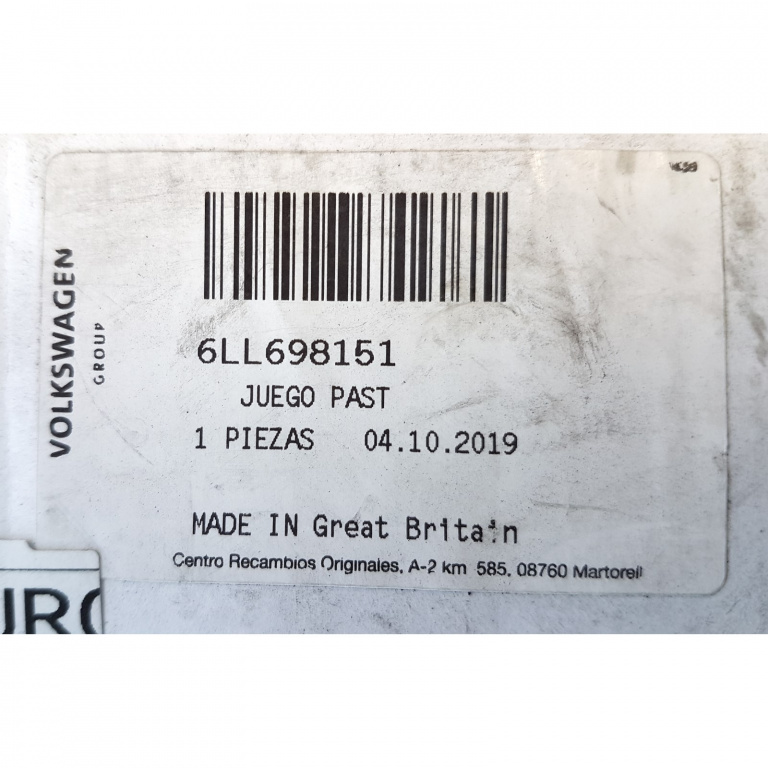 VOLKSWAGEN
GROUP
6LL698151
JUEGO PAST
1 PIEZAS 04.10.2019
MADE IN Great Britain
Centro Recambios Originales, A-2 km 585, 08760 Martorell